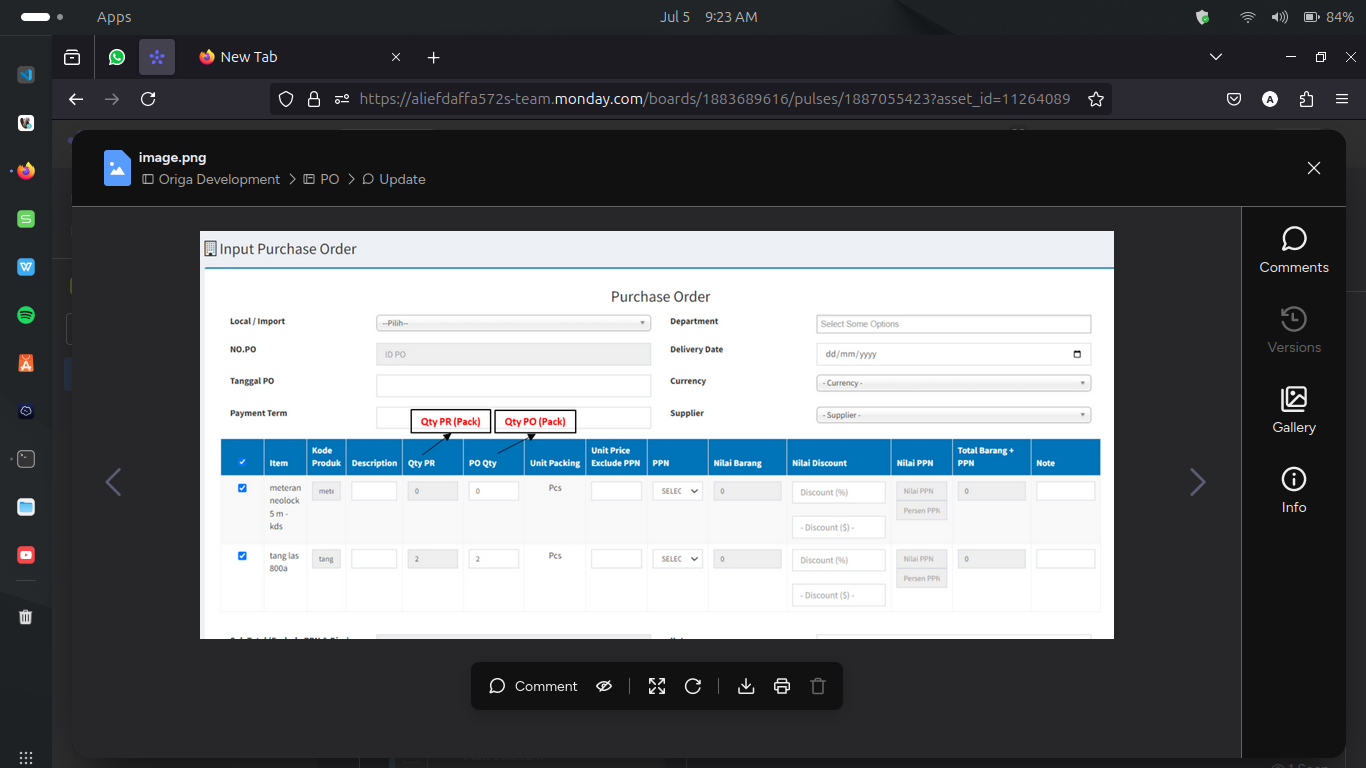 Apps
Jul 5 9:23 AM
84%
New Tab
https://aliefdaffa572s-team.monday.com/boards/1883689616/pulses/1887055423?asset_id=11264089
A
image.png
Origa Development > PO > Update
Input Purchase Order
Purchase Order
Local / Import
--Pilih--
Department
Select Some Options
NO.PO
ID PO
Delivery Date
dd/mm/yyyy
Tanggal PO
Currency
- Currency -
Payment Term
Supplier
- Supplier -
Qty PR (Pack)
Qty PO (Pack)
Item
Kode Produk
Description
Qty PR
PO Qty
Unit Packing
Unit Price Exclude PPN
PPN
Nilai Barang
Nilai Discount
Nilai PPN
Total Barang + PPN
Note
meteran
neolock
5 m -
kds
mete
0
0
Pcs
SELEC
0
Discount (%)
- Discount ($) -
Nilai PPN
Persen PPN
0
tang las
800a
tang
2
2
Pcs
SELEC
0
Discount (%)
- Discount ($) -
Nilai PPN
Persen PPN
0
Comment
Comments
Versions
Gallery
Info